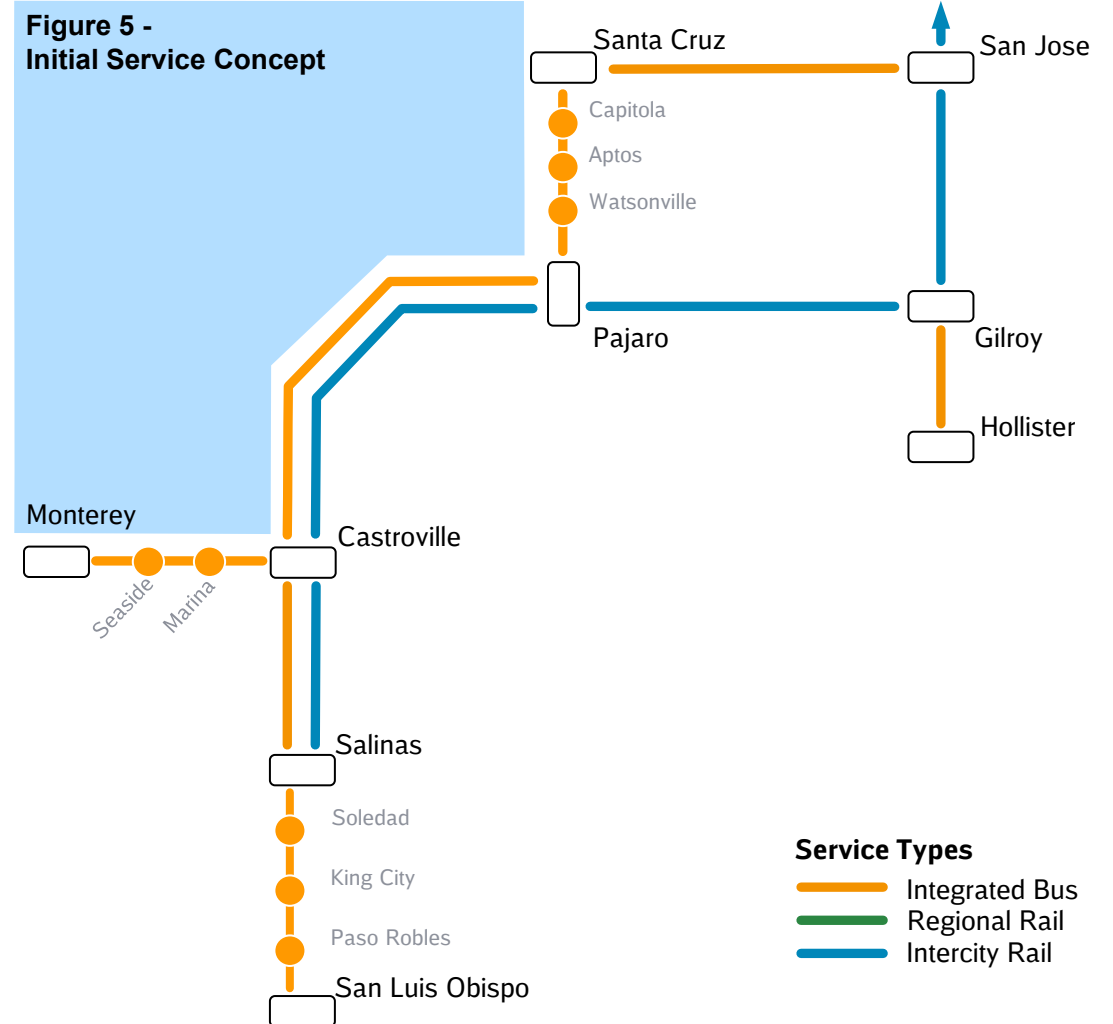 Figure 5 -
Initial Service Concept
Santa Cruz
San Jose
Capitola
Aptos
Watsonville
Pajaro
Gilroy
Hollister
Monterey
Castroville
Seaside
Marina
Salinas
Soledad
King City
Paso Robles
San Luis Obispo
Service Types
Integrated Bus
Regional Rail
Intercity Rail